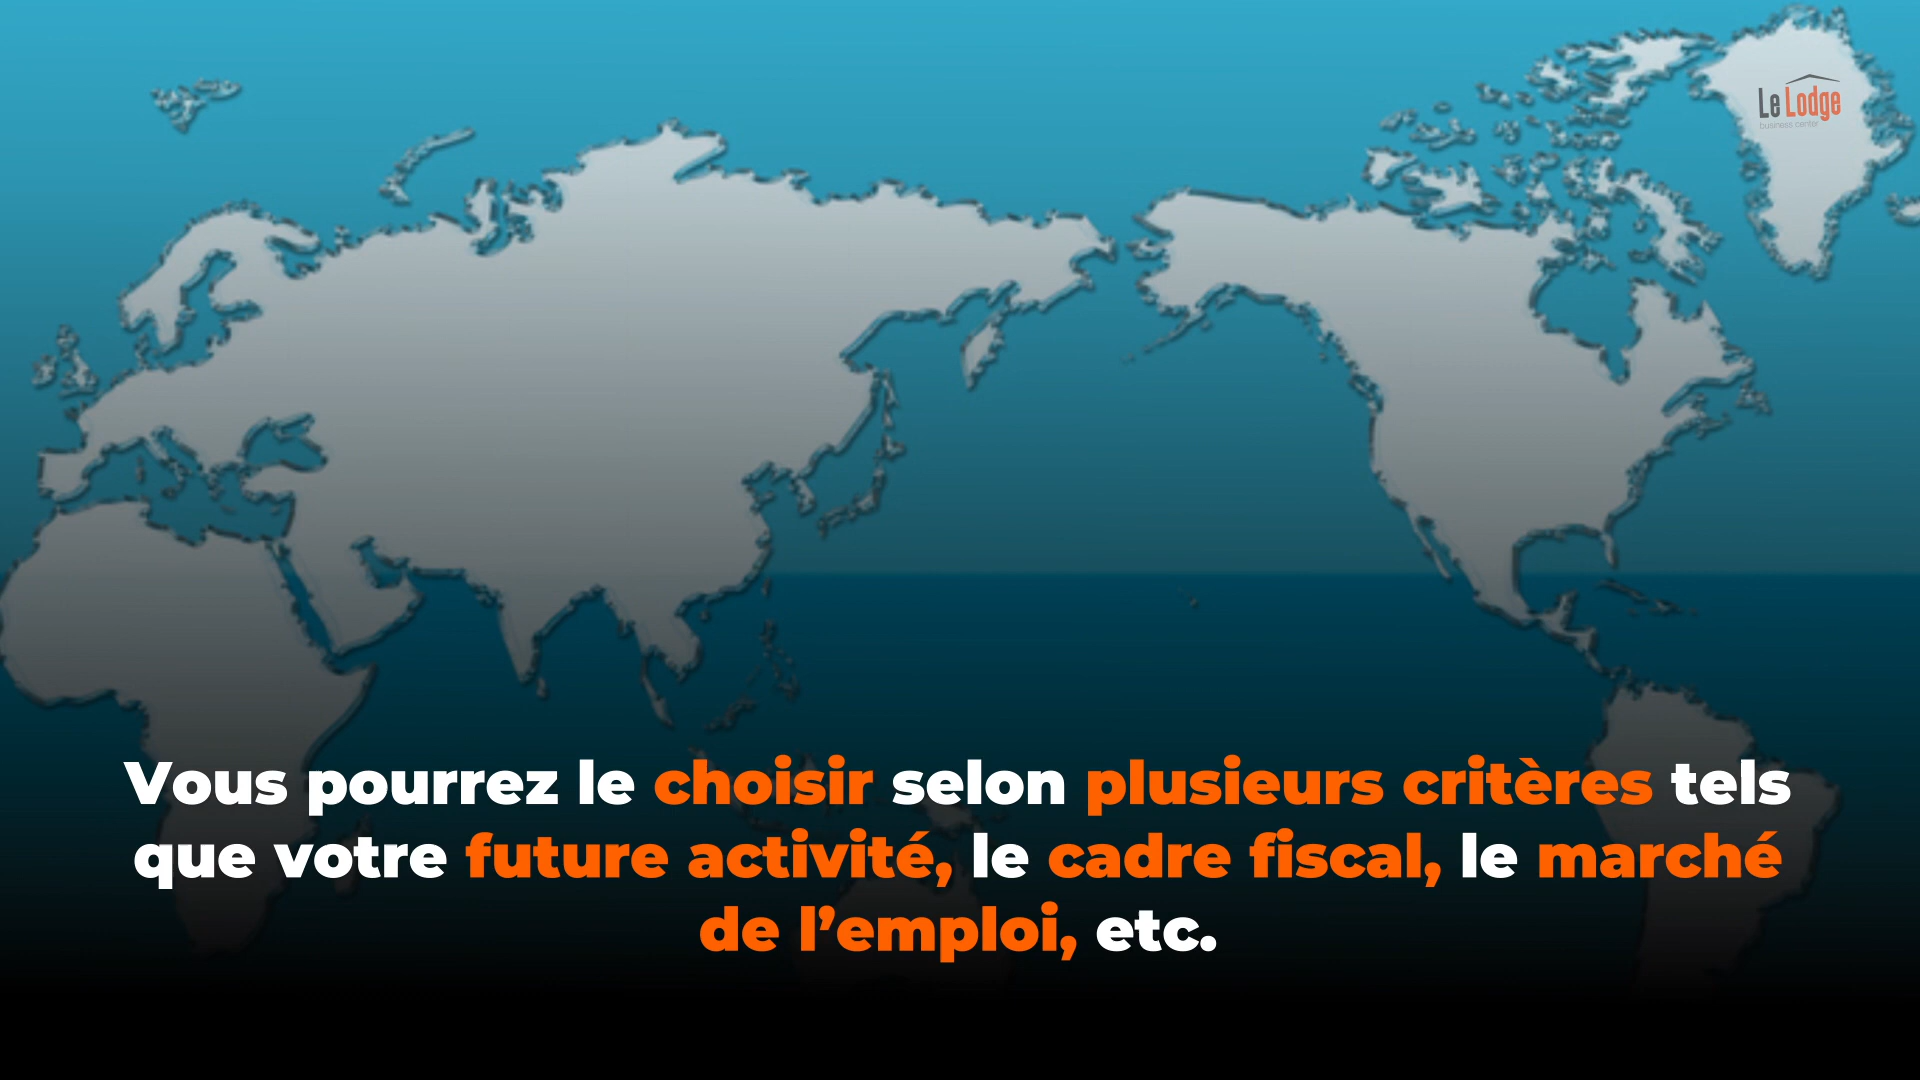 Le Lodge
business center
Vous pourrez le choisir selon plusieurs critères tels
que votre future activité, le cadre fiscal, le marché
de l’emploi, etc.